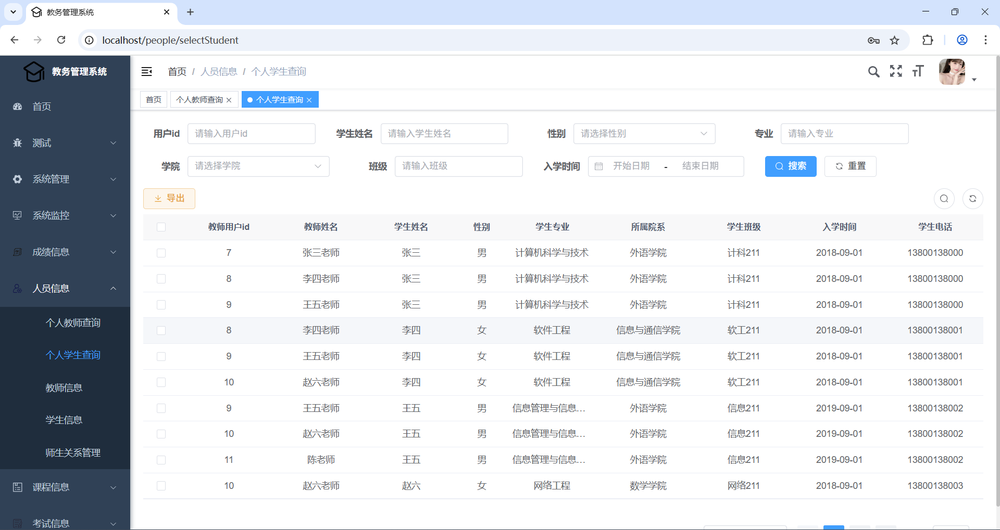 教务管理系统
localhost/people/selectStudent
教务管理系统
首页 / 人员信息 / 个人学生查询
首页
个人教师查询
个人学生查询
首页
测试
系统管理
系统监控
成绩信息
人员信息
个人教师查询
个人学生查询
教师信息
学生信息
师生关系管理
课程信息
考试信息
用户id 请输入用户id 学生姓名 请输入学生姓名 性别 请选择性别 专业 请输入专业
学院 请选择学院 班级 请输入班级 入学时间 开始日期 - 结束日期 搜索 重置
导出
教师用户id 教师姓名 学生姓名 性别 学生专业 所属院系 学生班级 入学时间 学生电话
7 张三老师 张三 男 计算机科学与技术 外语学院 计科211 2018-09-01 13800138000
8 李四老师 张三 男 计算机科学与技术 外语学院 计科211 2018-09-01 13800138000
9 王五老师 张三 男 计算机科学与技术 外语学院 计科211 2018-09-01 13800138000
8 李四老师 李四 女 软件工程 信息与通信学院 软工211 2018-09-01 13800138001
9 王五老师 李四 女 软件工程 信息与通信学院 软工211 2018-09-01 13800138001
10 赵六老师 李四 女 软件工程 信息与通信学院 软工211 2018-09-01 13800138001
9 王五老师 王五 男 信息管理与信息... 外语学院 信息211 2019-09-01 13800138002
10 赵六老师 王五 男 信息管理与信息... 外语学院 信息211 2019-09-01 13800138002
11 陈老师 王五 男 信息管理与信息... 外语学院 信息211 2019-09-01 13800138002
10 赵六老师 赵六 女 网络工程 数学学院 网络211 2018-09-01 13800138003